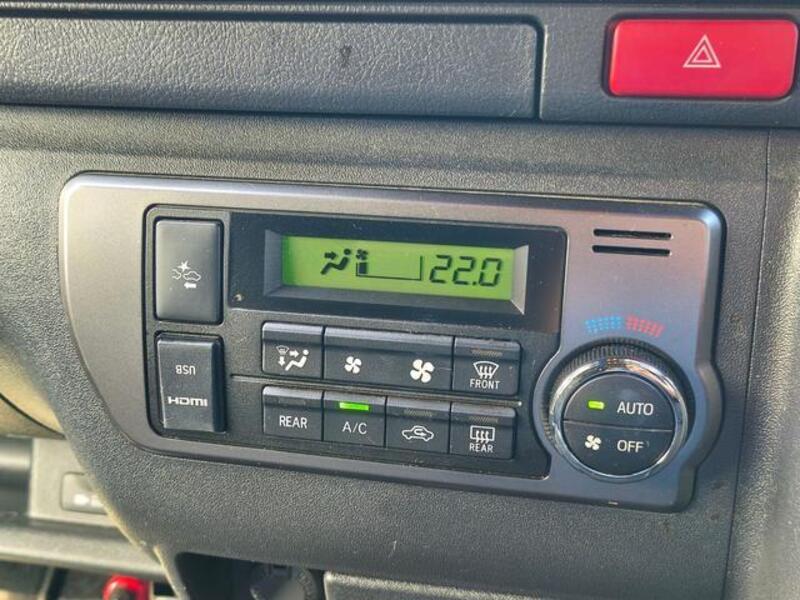 22.0
USB
HDMI
FRONT
REAR
A/C
REAR
AUTO
OFF